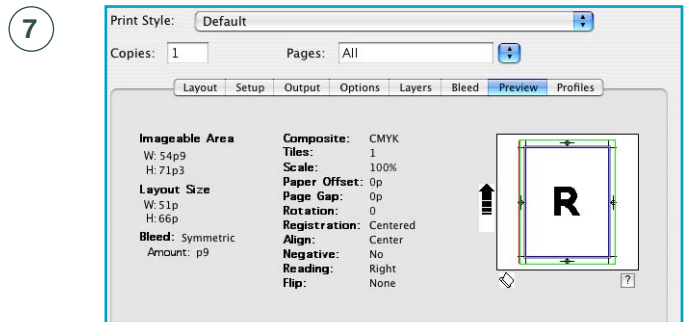 7
Print Style: Default
Copies: 1 Pages: All
Layout Setup Output Options Layers Bleed Preview Profiles
Imageable Area
W: 54p9
H: 71p3
Layout Size
W: 51p
H: 66p
Bleed: Symmetric
Amount: p9
Composite: CMYK
Tiles: 1
Scale: 100%
Paper Offset: 0p
Page Gap: 0p
Rotation: 0
Registration: Centered
Align: Center
Negative: No
Reading: Right
Flip: None
R
?